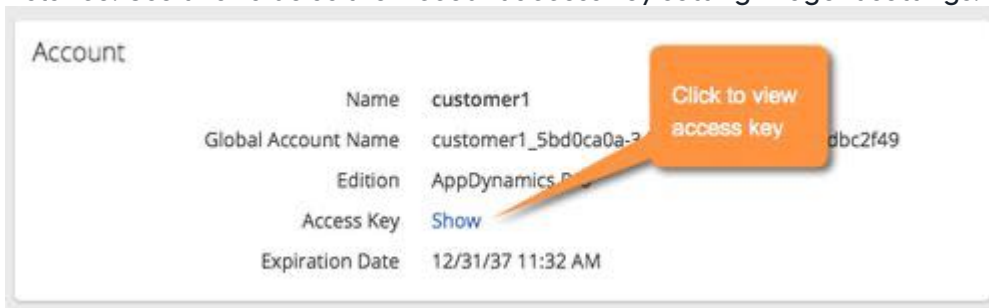 Account
Name customer1
Click to view
access key
Global Account Name customer1_5bd0ca0a-3 dbc2f49
Edition AppDynamics
Access Key Show
Expiration Date 12/31/37 11:32 AM